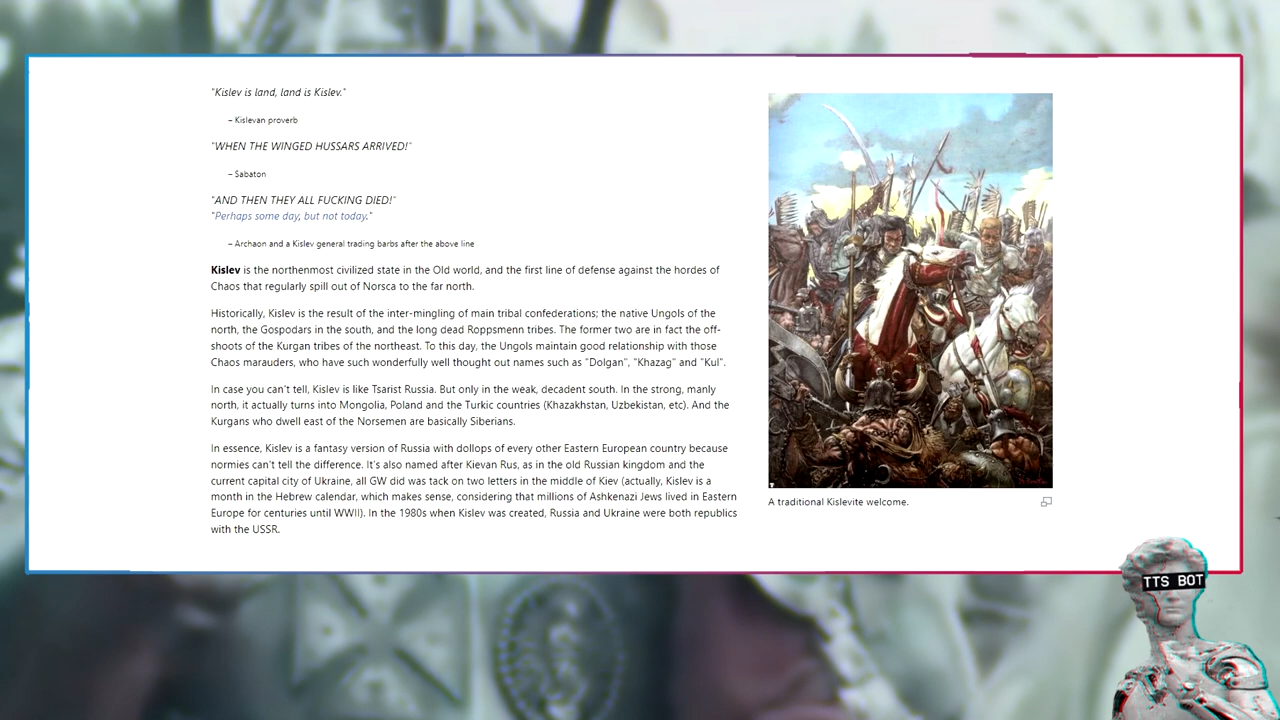 "Kislev is land, land is Kislev."
– Kislevan proverb
"WHEN THE WINGED HUSSARS ARRIVED!"
– Sabaton
"AND THEN THEY ALL FUCKING DIED!"
"Perhaps some day, but not today."
– Archaon and a Kislev general trading barbs after the above line
Kislev is the northenmost civilized state in the Old world, and the first line of defense against the hordes of
Chaos that regularly spill out of Norsca to the far north.
Historically, Kislev is the result of the inter-mingling of main tribal confederations; the native Ungols of the
north, the Gospodars in the south, and the long dead Roppsmenn tribes. The former two are in fact the off-
shoots of the Kurgan tribes of the northeast. To this day, the Ungols maintain good relationship with those
Chaos marauders, who have such wonderfully well thought out names such as "Dolgan", "Khazag" and "Kul".
In case you can't tell, Kislev is like Tsarist Russia. But only in the weak, decadent south. In the strong, manly
north, it actually turns into Mongolia, Poland and the Turkic countries (Khazakhstan, Uzbekistan, etc). And the
Kurgans who dwell east of the Norsemen are basically Siberians.
In essence, Kislev is a fantasy version of Russia with dollops of every other Eastern European country because
normies can't tell the difference. It's also named after Kievan Rus, as in the old Russian kingdom and the
current capital city of Ukraine, all GW did was tack on two letters in the middle of Kiev (actually, Kislev is a
month in the Hebrew calendar, which makes sense, considering that millions of Ashkenazi Jews lived in Eastern
Europe for centuries until WWII). In the 1980s when Kislev was created, Russia and Ukraine were both republics
with the USSR.
A traditional Kislevite welcome.
TTS BOT